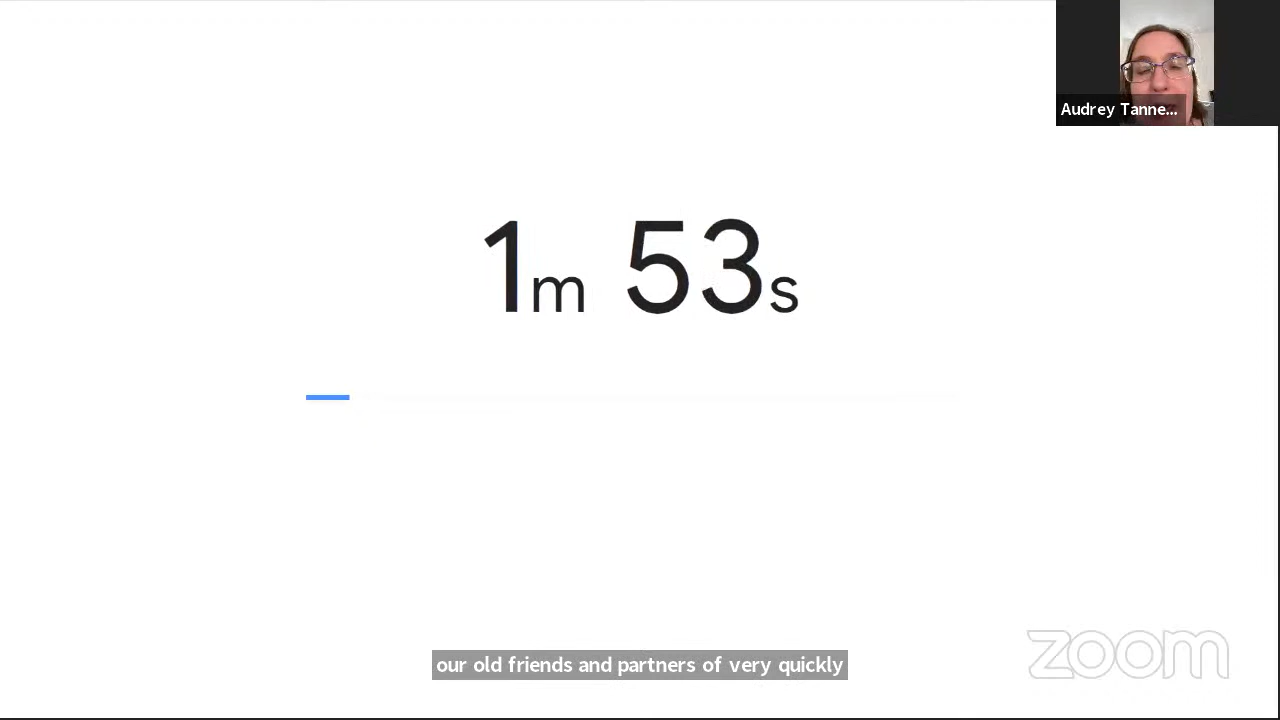 Audrey Tanne...
1m 53s
our old friends and partners of very quickly
zoom